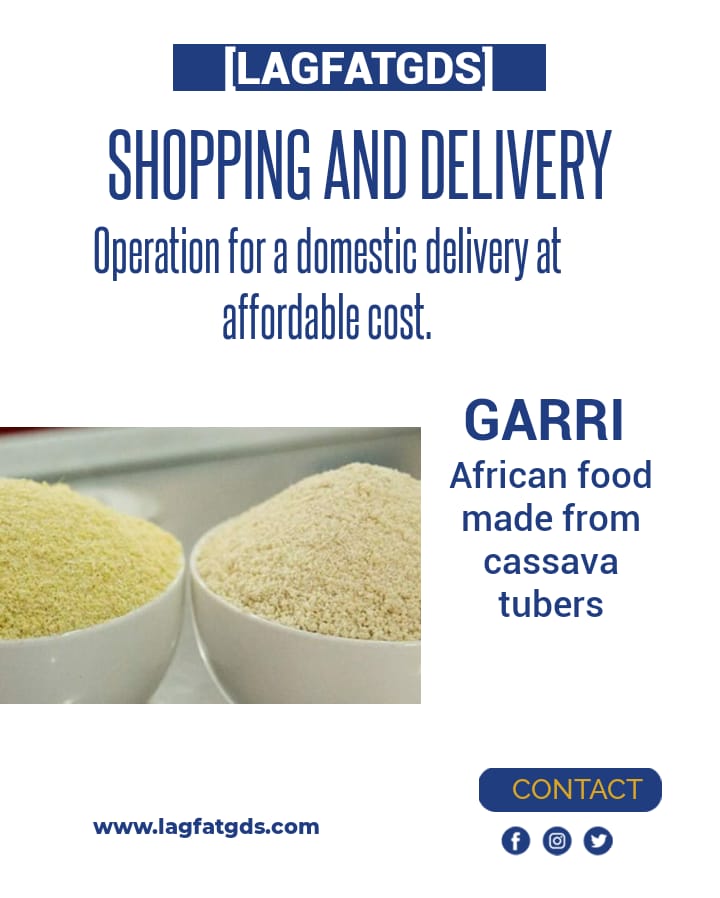 [LAGFATGDS]
SHOPPING AND DELIVERY
Operation for a domestic delivery at
affordable cost.
GARRI
African food
made from
cassava
tubers
CONTACT
www.lagfatgds.com